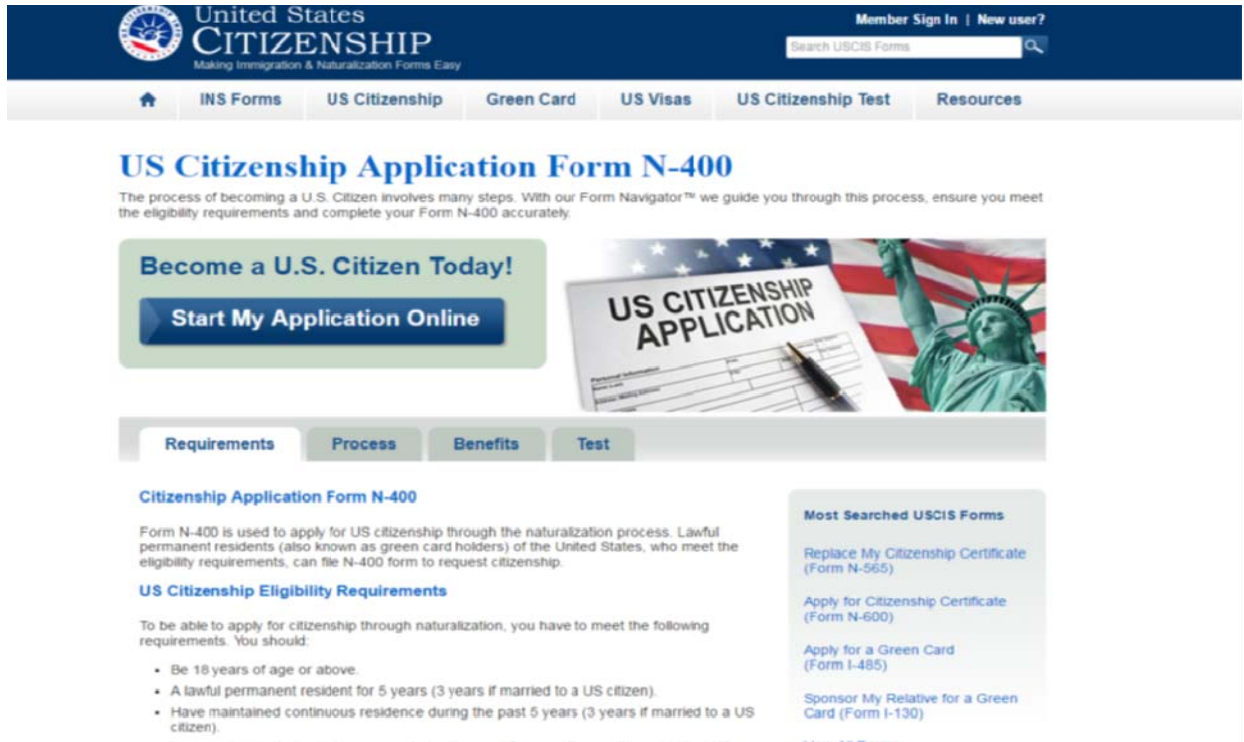 United States
CITIZENSHIP
Making Immigration & Naturalization Forms Easy
Member Sign In | New user?
Search USCIS Forms
INS Forms
US Citizenship
Green Card
US Visas
US Citizenship Test
Resources
US Citizenship Application Form N-400
The process of becoming a U.S. Citizen involves many steps. With our Form Navigator™ we guide you through this process, ensure you meet
the eligibility requirements and complete your Form N-400 accurately.
Become a U.S. Citizen Today!
Start My Application Online
US CITIZENSHIP
APPLICATION
Personal Information
Requirements
Process
Benefits
Test
Citizenship Application Form N-400
Form N-400 is used to apply for US citizenship through the naturalization process. Lawful
permanent residents (also known as green card holders) of the United States, who meet the
eligibility requirements, can file N-400 form to request citizenship.
US Citizenship Eligibility Requirements
To be able to apply for citizenship through naturalization, you have to meet the following
requirements. You should:
• Be 18 years of age or above.
• A lawful permanent resident for 5 years (3 years if married to a US citizen).
• Have maintained continuous residence during the past 5 years (3 years if married to a US
citizen).
Most Searched USCIS Forms
Replace My Citizenship Certificate
(Form N-565)
Apply for Citizenship Certificate
(Form N-600)
Apply for a Green Card
(Form I-485)
Sponsor My Relative for a Green
Card (Form I-130)